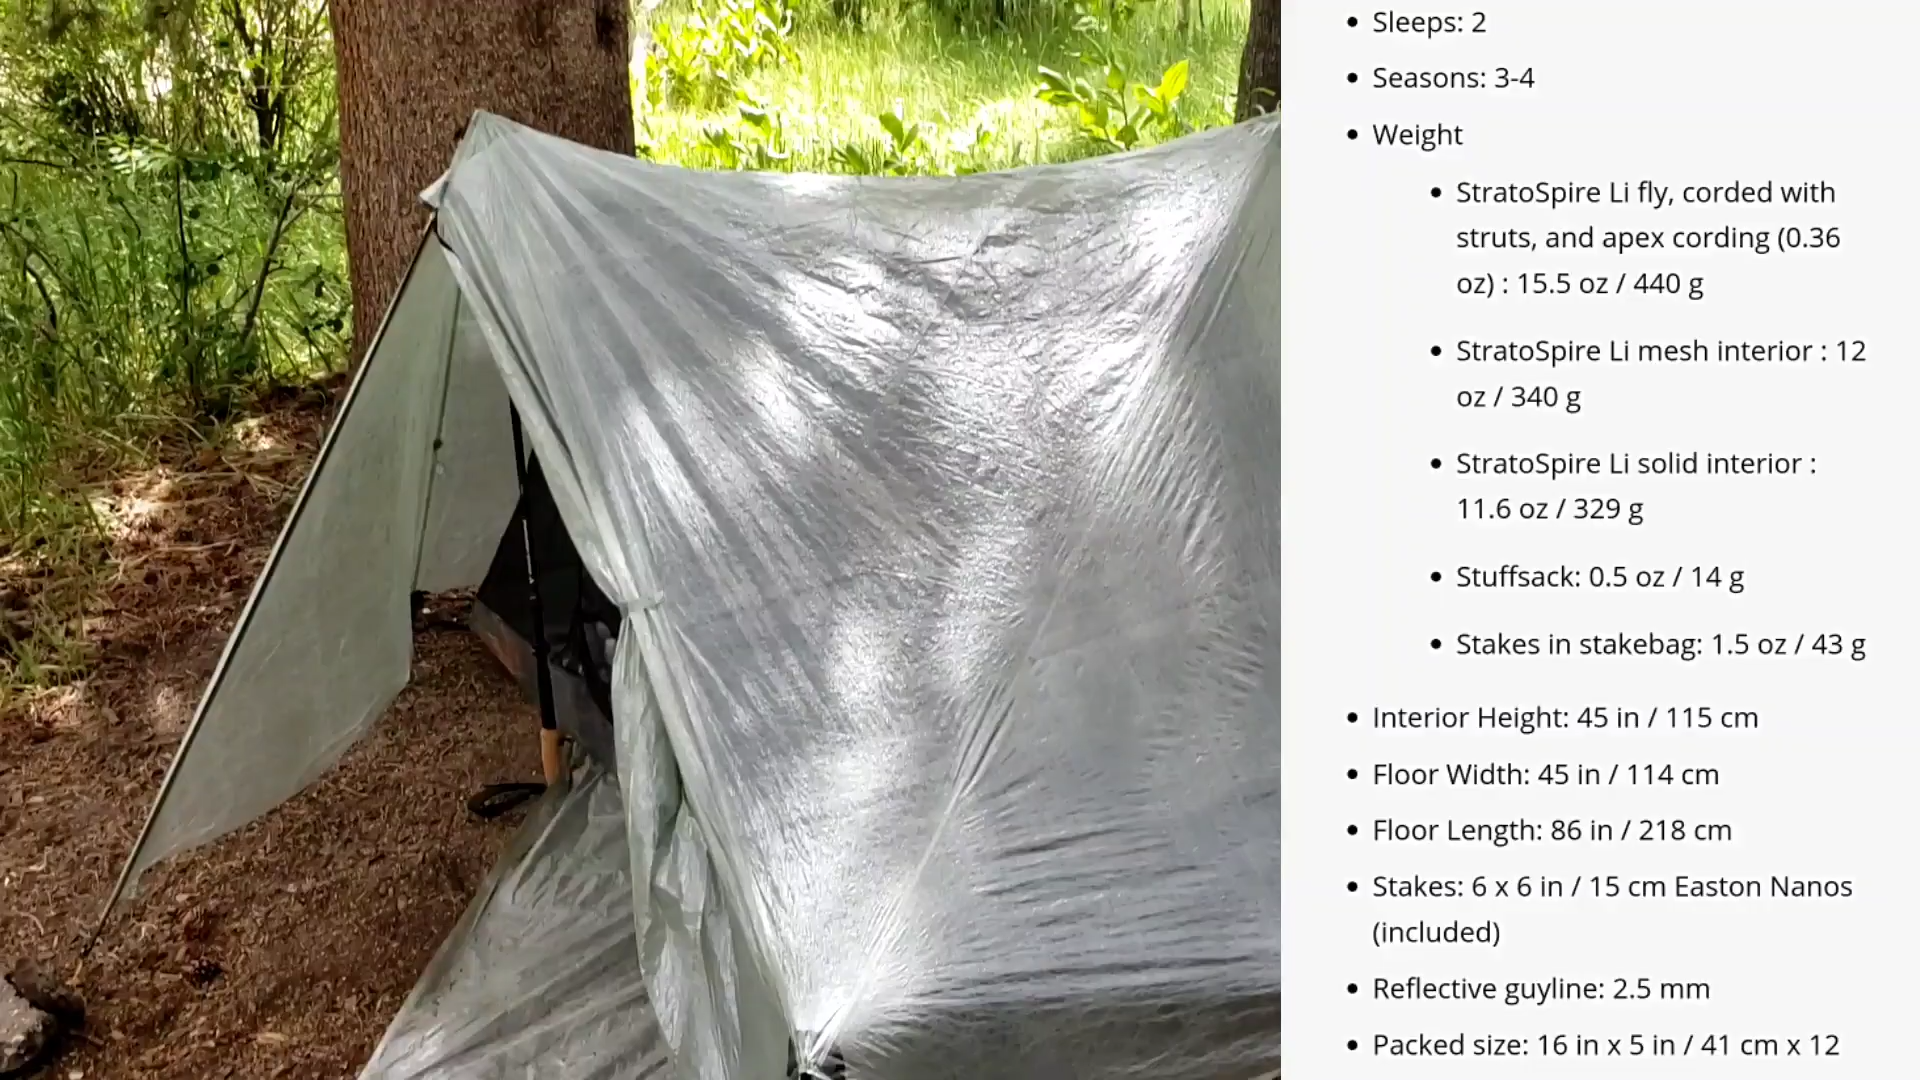 Sleeps: 2
Seasons: 3-4
Weight
StratoSpire Li fly, corded with
struts, and apex cording (0.36
oz) : 15.5 oz / 440 g
StratoSpire Li mesh interior : 12
oz / 340 g
StratoSpire Li solid interior :
11.6 oz / 329 g
Stuffsack: 0.5 oz / 14 g
Stakes in stakebag: 1.5 oz / 43 g
Interior Height: 45 in / 115 cm
Floor Width: 45 in / 114 cm
Floor Length: 86 in / 218 cm
Stakes: 6 x 6 in / 15 cm Easton Nanos
(included)
Reflective guyline: 2.5 mm
Packed size: 16 in x 5 in / 41 cm x 12